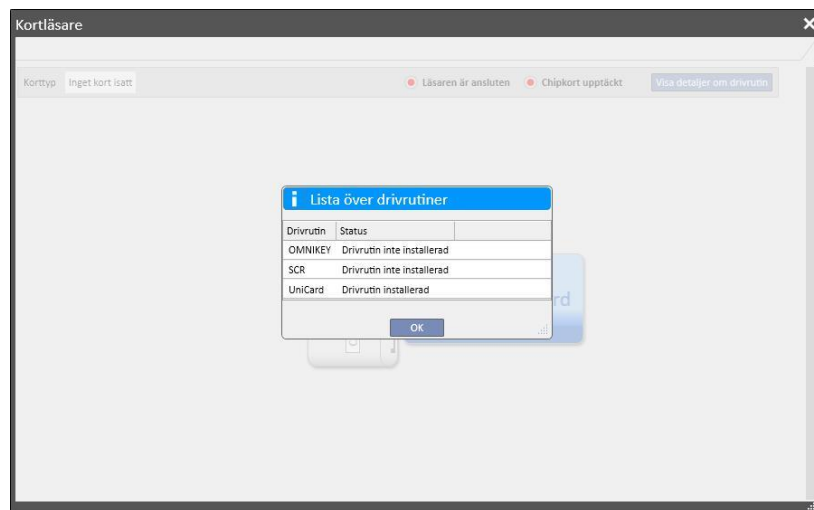 Kortläsare
Korttyp Inget kort isatt Läsaren är ansluten Chipkort upptäckt Visa detaljer om drivrutin
Lista över drivrutiner
Drivrutin Status
OMNIKEY Drivrutin inte installerad
SCR Drivrutin inte installerad
UniCard Drivrutin installerad
rd
OK